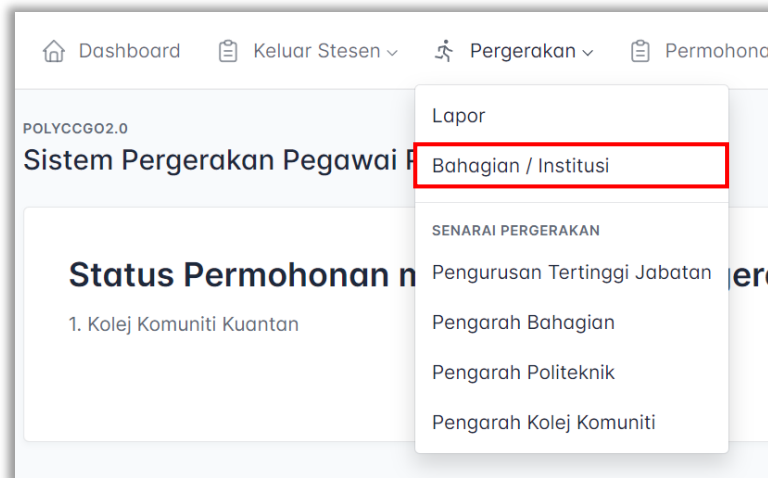 Dashboard Keluar Stesen Pergerakan
Lapor
Bahagian / Institusi
SENARAI PERGERAKAN
Pengurusan Tertinggi Jabatan
Pengarah Bahagian
Pengarah Politeknik
Pengarah Kolej Komuniti
POLYCCGO2.0
Sistem Pergerakan Pegawai
Status Permohonan
1. Kolej Komuniti Kuantan